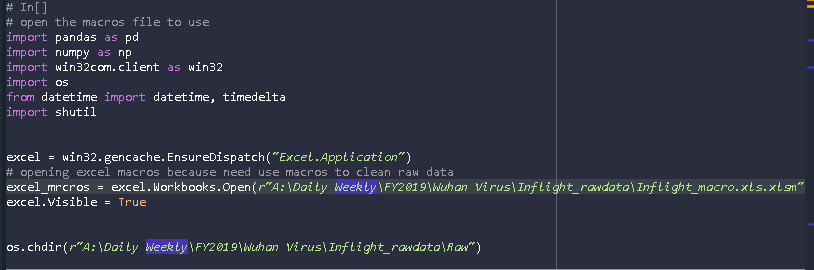 # In[]
# open the macros file to use
import pandas as pd
import numpy as np
import win32com.client as win32
import os
from datetime import datetime, timedelta
import shutil
excel = win32.gencache.EnsureDispatch("Excel.Application")
# opening excel macros because need use macros to clean raw data
excel_mrcros = excel.Workbooks.Open(r"A:\Daily Weekly\FY2019\Wuhan Virus\Inflight_rawdata\Inflight_macro.xls.xlsm"
excel.Visible = True
os.chdir(r"A:\Daily Weekly\FY2019\Wuhan Virus\Inflight_rawdata\Raw")